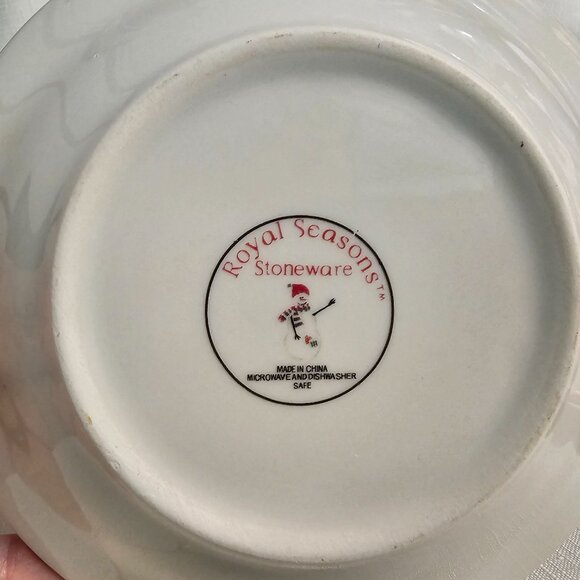 Royal Seasons™
Stoneware
MADE IN CHINA
MICROWAVE AND DISHWASHER
SAFE